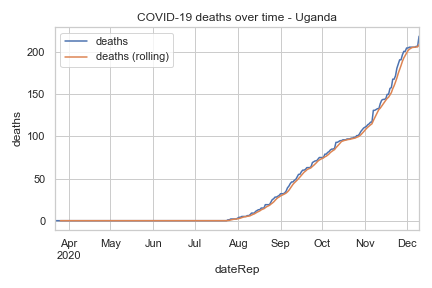 COVID-19 deaths over time - Uganda
deaths
deaths (rolling)
200
150
100
50
0
deaths
Apr May Jun Jul Aug Sep Oct Nov Dec
2020
dateRep